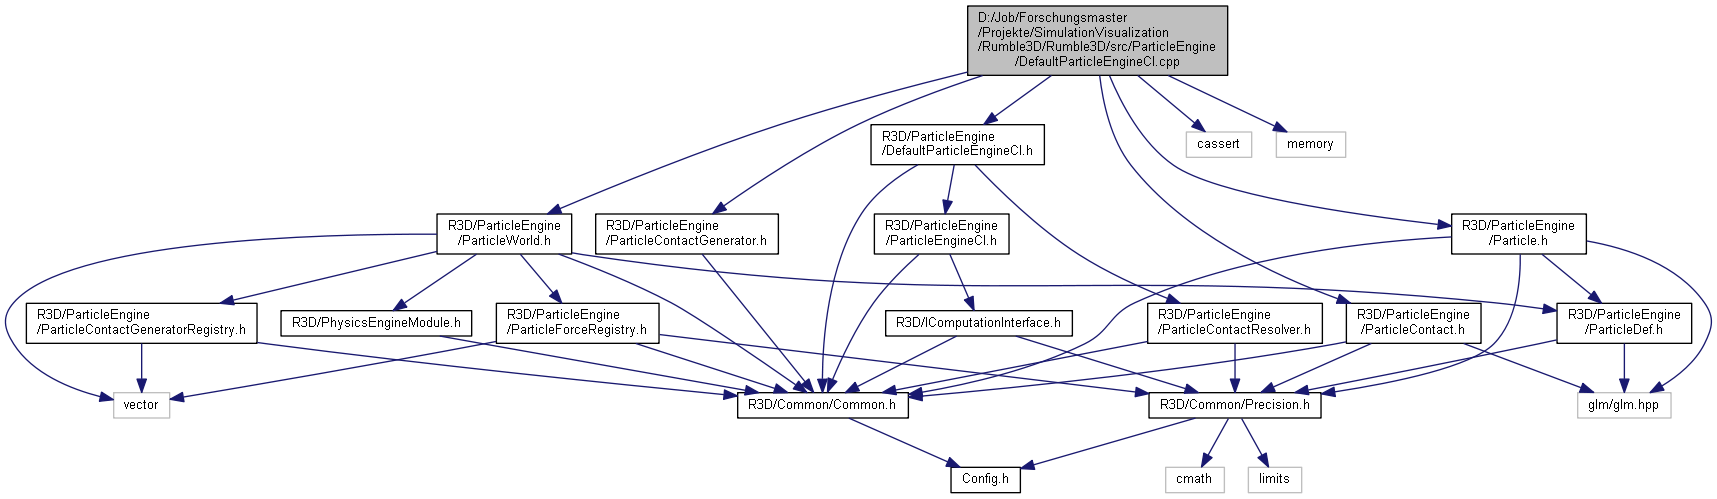 D:/Job/Forschungsmaster
/Projekte/SimulationVisualization
/Rumble3D/Rumble3D/src/ParticleEngine
/DefaultParticleEngineCI.cpp
R3D/ParticleEngine
/DefaultParticleEngineCI.h
cassert
memory
R3D/ParticleEngine
/ParticleWorld.h
R3D/ParticleEngine
/ParticleContactGenerator.h
R3D/ParticleEngine
/ParticleEngineCI.h
R3D/ParticleEngine
/Particle.h
R3D/ParticleEngine
/ParticleContactGeneratorRegistry.h
R3D/PhysicsEngineModule.h
R3D/ParticleEngine
/ParticleForceRegistry.h
R3D/IComputationInterface.h
R3D/ParticleEngine
/ParticleContactResolver.h
R3D/ParticleEngine
/ParticleContact.h
R3D/ParticleEngine
/ParticleDef.h
vector
R3D/Common/Common.h
R3D/Common/Precision.h
glm/glm.hpp
Config.h
cmath
limits